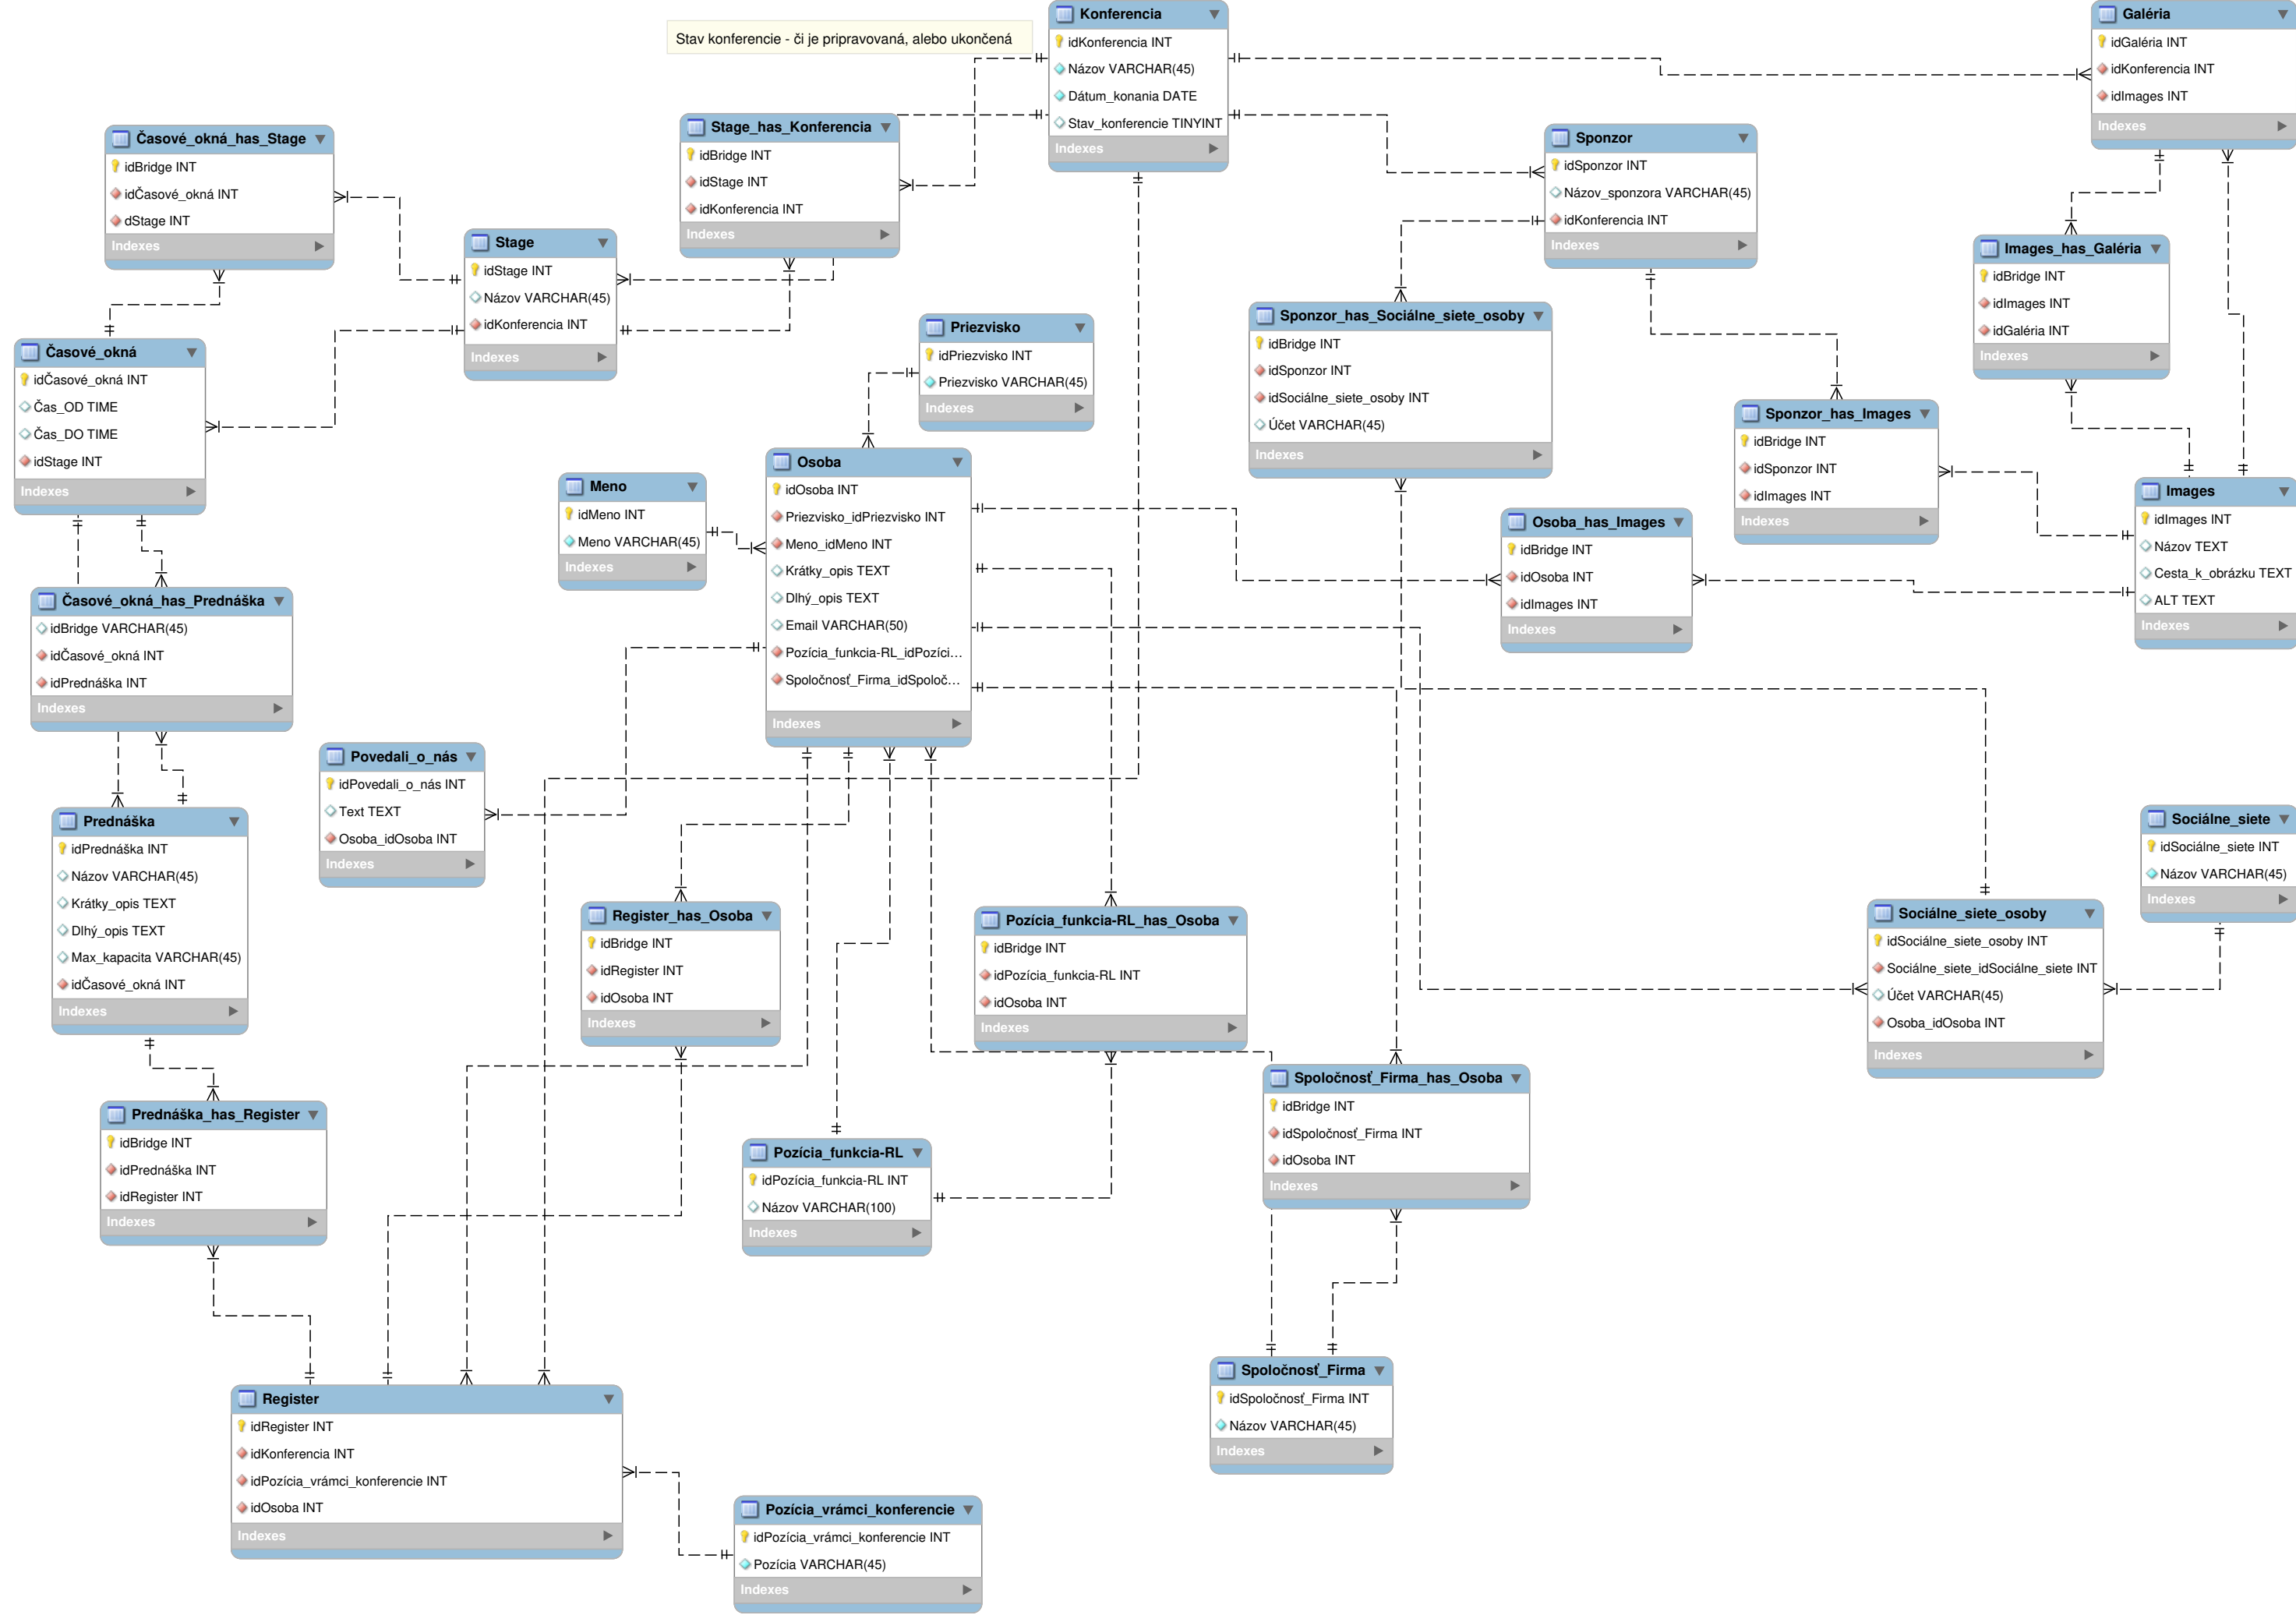 Stav konferencie - či je pripravovaná, alebo ukončená
Konferencia
idKonferencia INT
Názov VARCHAR(45)
Dátum_konania DATE
Stav_konferencie TINYINT
Indexes
Galéria
idGaléria INT
idKonferencia INT
idImages INT
Indexes
Časové_okná_has_Stage
idBridge INT
idČasové_okná INT
dStage INT
Indexes
Stage_has_Konferencia
idBridge INT
idStage INT
idKonferencia INT
Indexes
Sponzor
idSponzor INT
Názov_sponzora VARCHAR(45)
idKonferencia INT
Indexes
Stage
idStage INT
Názov VARCHAR(45)
idKonferencia INT
Indexes
Images_has_Galéria
idBridge INT
idImages INT
idGaléria INT
Indexes
Časové_okná
idČasové_okná INT
Čas_OD TIME
Čas_DO TIME
idStage INT
Indexes
Priezvisko
idPriezvisko INT
Priezvisko VARCHAR(45)
Indexes
Sponzor_has_Sociálne_siete_osoby
idBridge INT
idSponzor INT
idSociálne_siete_osoby INT
Účet VARCHAR(45)
Indexes
Sponzor_has_Images
idBridge INT
idSponzor INT
idImages INT
Indexes
Meno
idMeno INT
Meno VARCHAR(45)
Indexes
Osoba
idOsoba INT
Priezvisko_idPriezvisko INT
Meno_idMeno INT
Krátky_opis TEXT
Dlhý_opis TEXT
Email VARCHAR(50)
Pozícia_funkcia-RL_idPozíci...
Spoločnosť_Firma_idSpoloč...
Indexes
Osoba_has_Images
idBridge INT
idOsoba INT
idImages INT
Indexes
Images
idImages INT
Názov TEXT
Cesta_k_obrázku TEXT
ALT TEXT
Indexes
Časové_okná_has_Prednáška
idBridge VARCHAR(45)
idČasové_okná INT
idPrednáška INT
Indexes
Povedali_o_nás
idPovedali_o_nás INT
Text TEXT
Osoba_idOsoba INT
Indexes
Prednáška
idPrednáška INT
Názov VARCHAR(45)
Krátky_opis TEXT
Dlhý_opis TEXT
Max_kapacita VARCHAR(45)
idČasové_okná INT
Indexes
Sociálne_siete
idSociálne_siete INT
Názov VARCHAR(45)
Indexes
Register_has_Osoba
idBridge INT
idRegister INT
idOsoba INT
Indexes
Pozícia_funkcia-RL_has_Osoba
idBridge INT
idPozícia_funkcia-RL INT
idOsoba INT
Indexes
Sociálne_siete_osoby
idSociálne_siete_osoby INT
Sociálne_siete_idSociálne_siete INT
Účet VARCHAR(45)
Osoba_idOsoba INT
Indexes
Spoločnosť_Firma_has_Osoba
idBridge INT
idSpoločnosť_Firma INT
idOsoba INT
Indexes
Prednáška_has_Register
idBridge INT
idPrednáška INT
idRegister INT
Indexes
Pozícia_funkcia-RL
idPozícia_funkcia-RL INT
Názov VARCHAR(100)
Indexes
Spoločnosť_Firma
idSpoločnosť_Firma INT
Názov VARCHAR(45)
Indexes
Register
idRegister INT
idKonferencia INT
idPozícia_vrámci_konferencie INT
idOsoba INT
Indexes
Pozícia_vrámci_konferencie
idPozícia_vrámci_konferencie INT
Pozícia VARCHAR(45)
Indexes